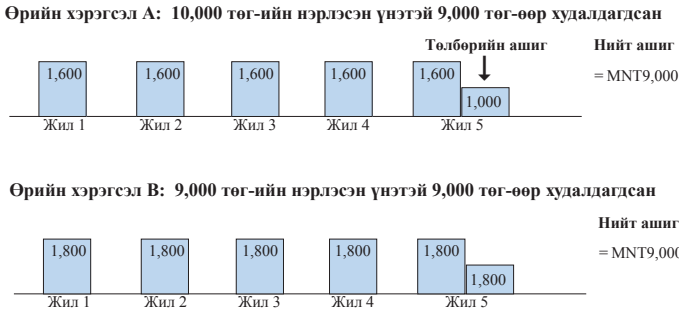 Өрийн хэрэгсэл A: 10,000 төг-ийн нэрлэсэн үнэтэй 9,000 төг-өөр худалдагдсан
Төлбөрийн ашиг Нийт ашиг
1,600 1,600 1,600 1,600 1,600 = MNT9,000
1,000
Жил 1 Жил 2 Жил 3 Жил 4 Жил 5
Өрийн хэрэгсэл B: 9,000 төг-ийн нэрлэсэн үнэтэй 9,000 төг-өөр худалдагдсан
Нийт ашиг
1,800 1,800 1,800 1,800 1,800 = MNT9,000
1,800
Жил 1 Жил 2 Жил 3 Жил 4 Жил 5